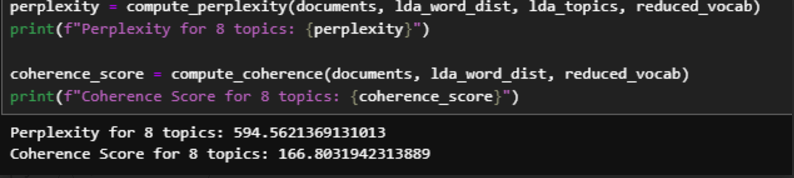 perplexity = compute_perplexity(documents, lda_word_dist, lda_topics, reduced_vocab)
print(f"Perplexity for 8 topics: {perplexity}")
coherence_score = compute_coherence(documents, lda_word_dist, reduced_vocab)
print(f"Coherence Score for 8 topics: {coherence_score}")
Perplexity for 8 topics: 594.5621369131013
Coherence Score for 8 topics: 166.8031942313889